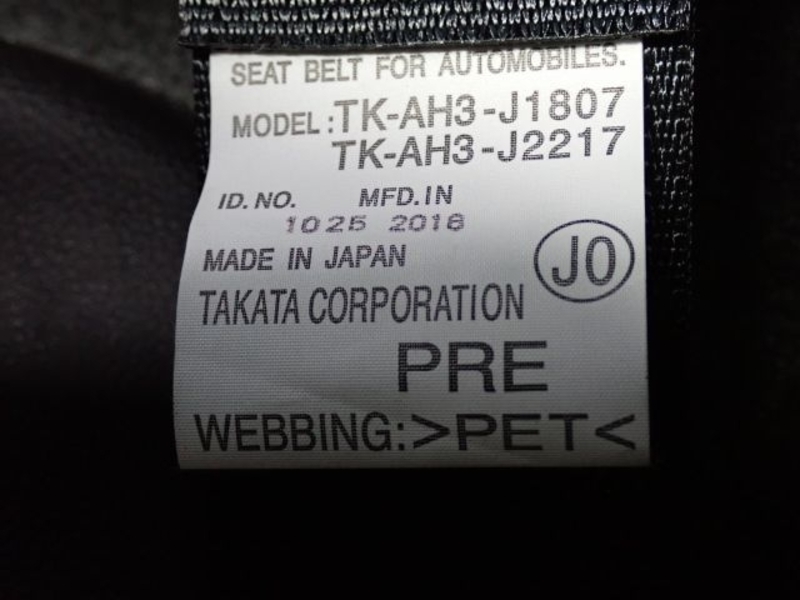 SEAT BELT FOR AUTOMOBILES.
MODEL:TK-AH3-J1807
TK-AH3-J2217
ID. NO. MFD.IN
1025 2016
MADE IN JAPAN
J0
TAKATA CORPORATION
PRE
WEBBING:>PET<